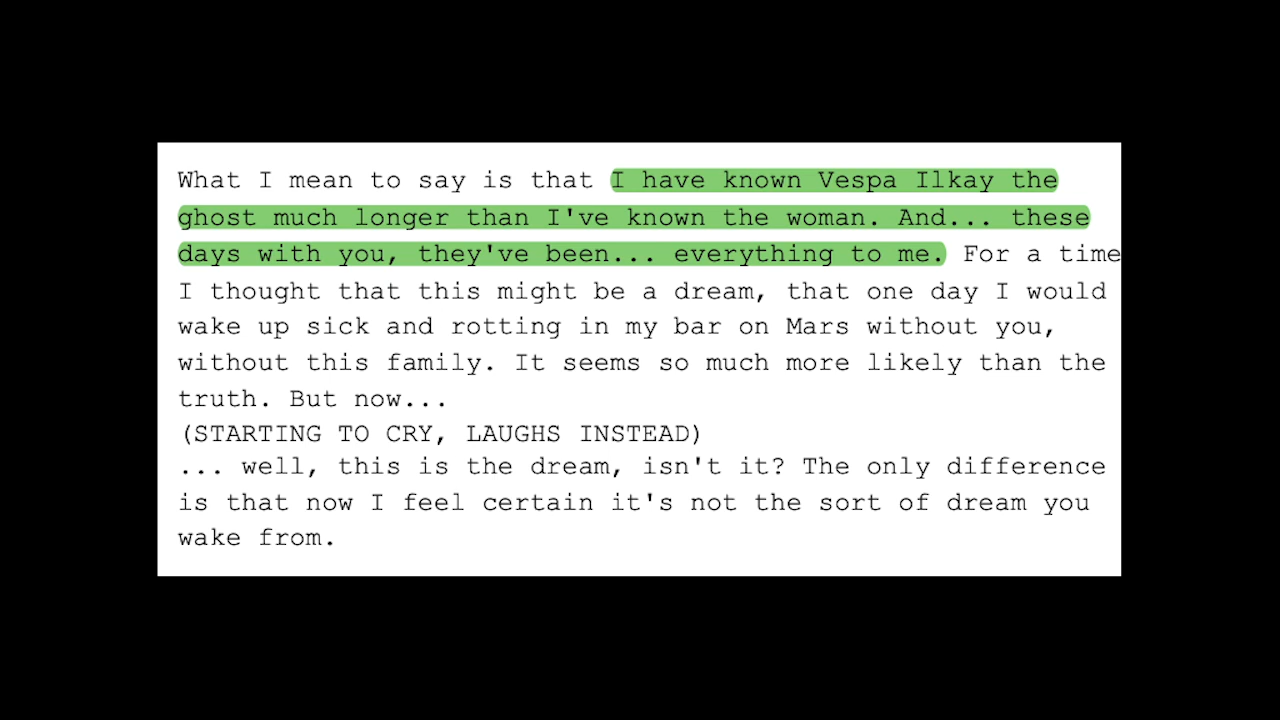 What I mean to say is that I have known Vespa Ilkay the
ghost much longer than I've known the woman. And... these
days with you, they've been... everything to me. For a time
I thought that this might be a dream, that one day I would
wake up sick and rotting in my bar on Mars without you,
without this family. It seems so much more likely than the
truth. But now...
(STARTING TO CRY, LAUGHS INSTEAD)
... well, this is the dream, isn't it? The only difference
is that now I feel certain it's not the sort of dream you
wake from.